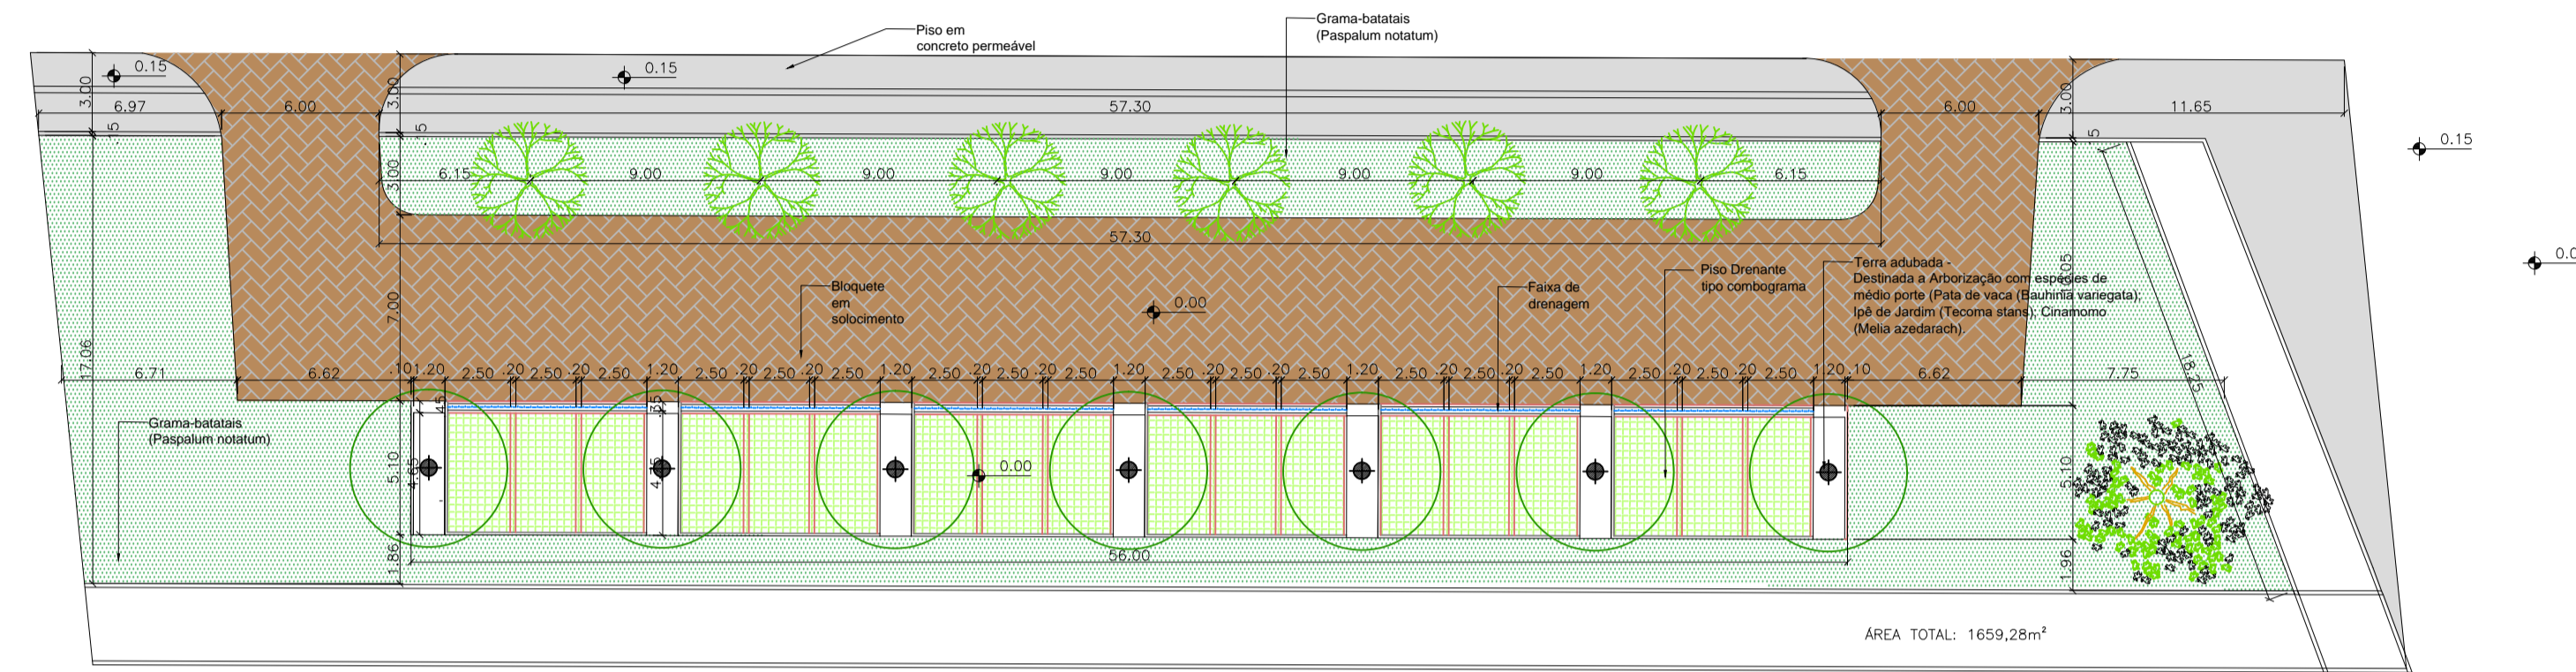 Piso em
concreto permeável
Grama-batatais
(Paspalum notatum)
0.15
0.15
3.00
3.00
3.00
6.97
6.00
57.30
6.00
11.65
.15
.5
.5
0.15
3.00
6.15
9.00
9.00
9.00
9.00
9.00
6.15
57.30
Bloquete
em
solocimento
0.00
Faixa de
drenagem
Piso Drenante
tipo combograma
Terra adubada -
Destinada a Arborização com espécies de
médio porte (Pata de vaca (Bauhinia variegata);
Ipê de Jardim (Tecoma stans); Cinamomo
(Melia azedarach).
0.0
7.00
17.06
18.25
6.71
6.62
.10 1.20 2.50 .20 2.50 .20 2.50 1.20 2.50 .20 2.50 .20 2.50 1.20 2.50 .20 2.50 .20 2.50 1.20 2.50 .20 2.50 .20 2.50 1.20 2.50 .20 2.50 .20 2.50 1.20 2.50 .20 2.50 .20 2.50 1.20 .10
6.62
7.75
.45
.35
Grama-batatais
(Paspalum notatum)
5.10
4.65
0.00
5.10
1.86
56.00
1.96
ÁREA TOTAL: 1659,28m²